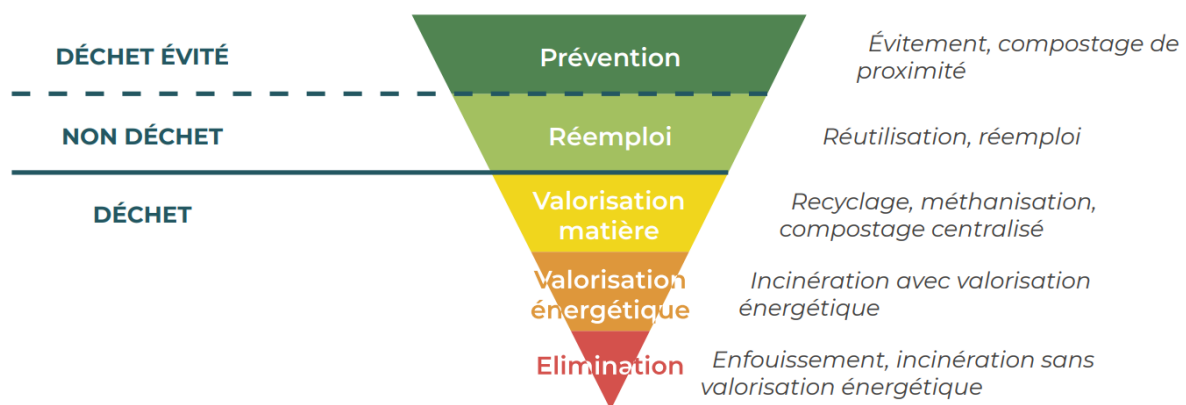 DÉCHET ÉVITÉ
Prévention
Évitement, compostage de
proximité
NON DÉCHET
Réemploi
Réutilisation, réemploi
DÉCHET
Valorisation
matière
Recyclage, méthanisation,
compostage centralisé
Valorisation
énergétique
Incinération avec valorisation
énergétique
Elimination
Enfouissement, incinération sans
valorisation énergétique